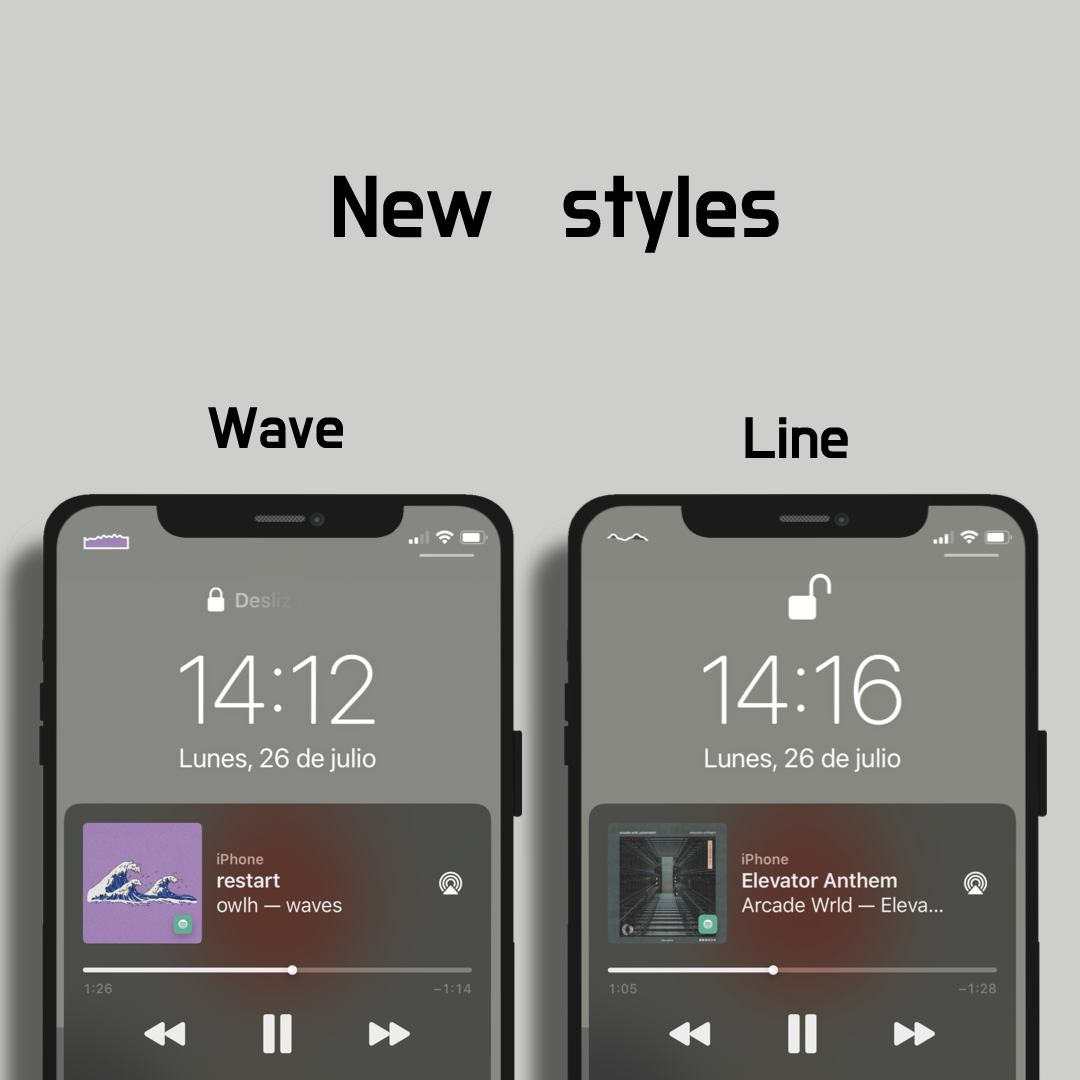 New styles
Wave
Line
Desliz
14:12
Lunes, 26 de julio
iPhone
restart
owlh — waves
1:26
−1:14
14:16
Lunes, 26 de julio
iPhone
Elevator Anthem
Arcade Wrld — Eleva...
1:05
−1:28